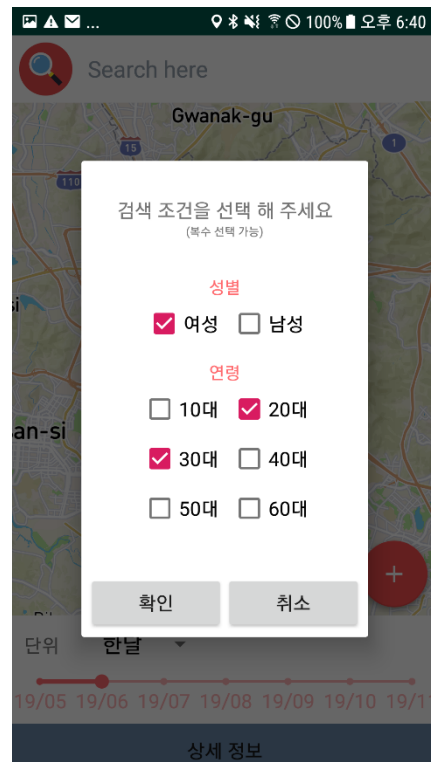 ... 100% 오후 6:40
Search here
Gwanak-gu
15
1
110
검색 조건을 선택 해 주세요
(복수 선택 가능)
성별
여성 남성
연령
10대 20대
an-si
30대 40대
50대 60대
+
확인 취소
단위 한달
19/05 19/06 19/07 19/08 19/09 19/10 19/1
상세 정보